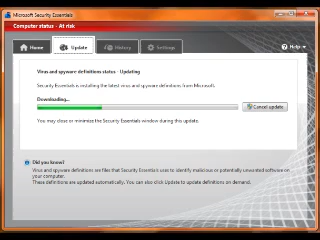 Microsoft Security Essentials
Computer status - At risk
Home
Update
History
Settings
Help
Virus and spyware definitions status - Updating
Security Essentials is installing the latest virus and spyware definitions from Microsoft.
Downloading...
Cancel update
You may close or minimize the Security Essentials window during this update.
Did you know?
Virus and spyware definitions are files that Security Essentials uses to identify malicious or potentially unwanted software on
your computer.
These definitions are updated automatically. You can also click Update to update definitions on demand.